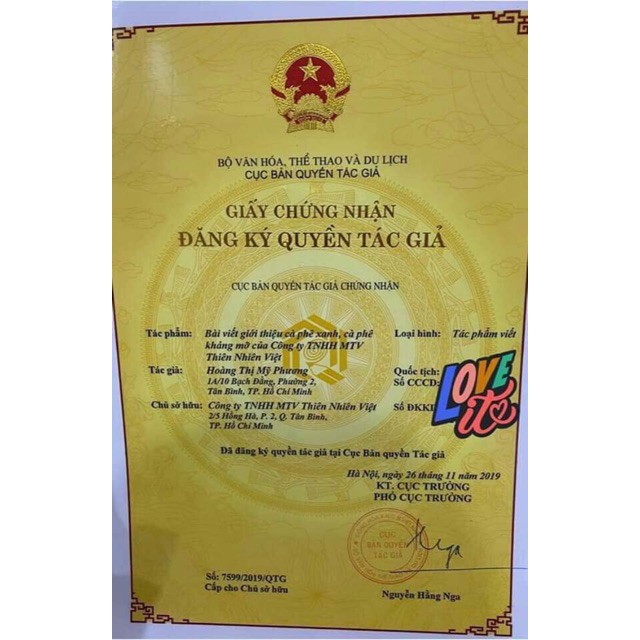 BỘ VĂN HÓA, THỂ THAO VÀ DU LỊCH
CỤC BẢN QUYỀN TÁC GIẢ
GIẤY CHỨNG NHẬN
ĐĂNG KÝ QUYỀN TÁC GIẢ
CỤC BẢN QUYỀN TÁC GIẢ CHỨNG NHẬN
Tác phẩm: Bài viết giới thiệu cà phê xanh, cà phê kháng mỡ của Công ty TNHH MTV Thiên Nhiên Việt
Loại hình: Tác phẩm viết
Tác giả: Hoàng Thị Mỹ Phương
1A/10 Bạch Đằng, Phường 2,
Tân Bình, TP. Hồ Chí Minh
Quốc tịch:
Số CCCD:
Chủ sở hữu: Công ty TNHH MTV Thiên Nhiên Việt
2/5 Hồng Hà, P. 2, Q. Tân Bình,
TP. Hồ Chí Minh
Số ĐKK
LOVE
it
Đã đăng ký quyền tác giả tại Cục Bản quyền Tác giả
Hà Nội, ngày 26 tháng 11 năm 2019
KT. CỤC TRƯỞNG
PHÓ CỤC TRƯỞNG
CỤC
BẢN QUYỀN
TÁC GIẢ
Nga
Số: 7599/2019/QTG
Cấp cho Chủ sở hữu
Nguyễn Hằng Nga